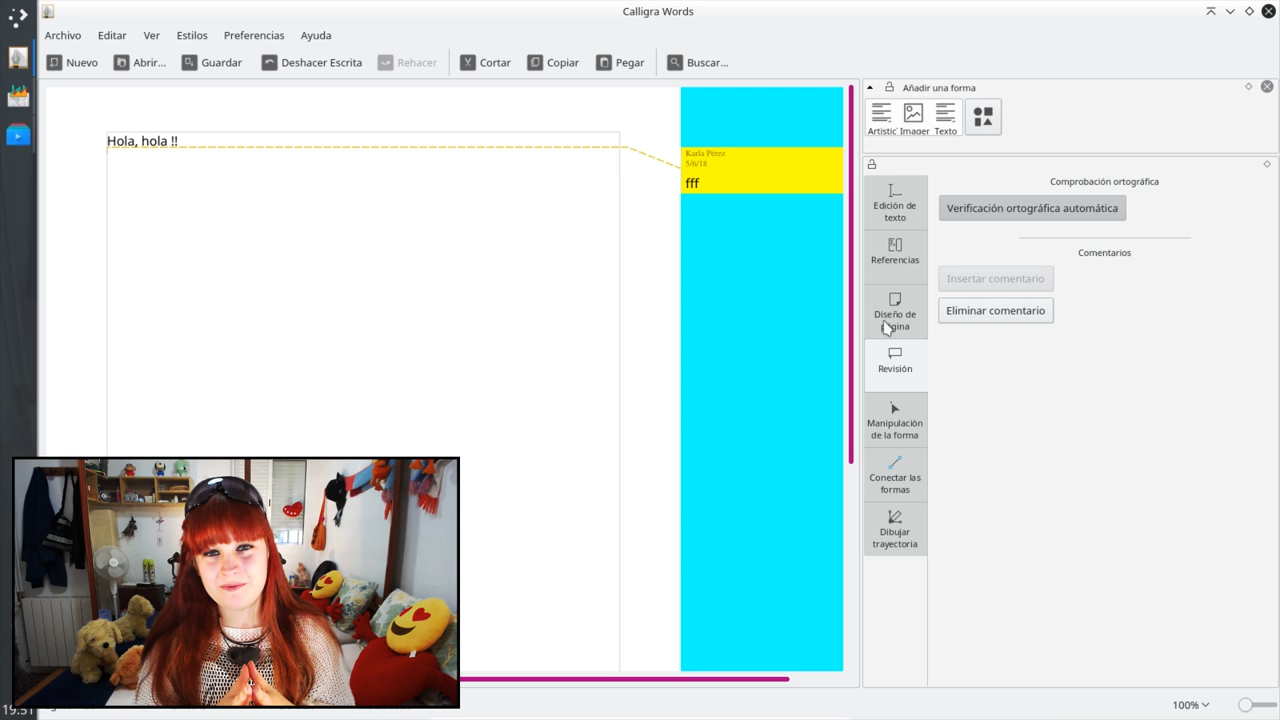 Calligra Words
Archivo Editar Ver Estilos Preferencias Ayuda
Nuevo Abrir... Guardar Deshacer Escrita Rehacer Cortar Copiar Pegar Buscar...
Añadir una forma
Artistic Imagen Texto
Hola, hola !!
Karla Pérez
5/6/18
fff
Comprobación ortográfica
Verificación ortográfica automática
Comentarios
Insertar comentario
Eliminar comentario
Edición de
texto
Referencias
Diseño de
página
Revisión
Manipulación
de la forma
Conectar las
formas
Dibujar
trayectoria
100%